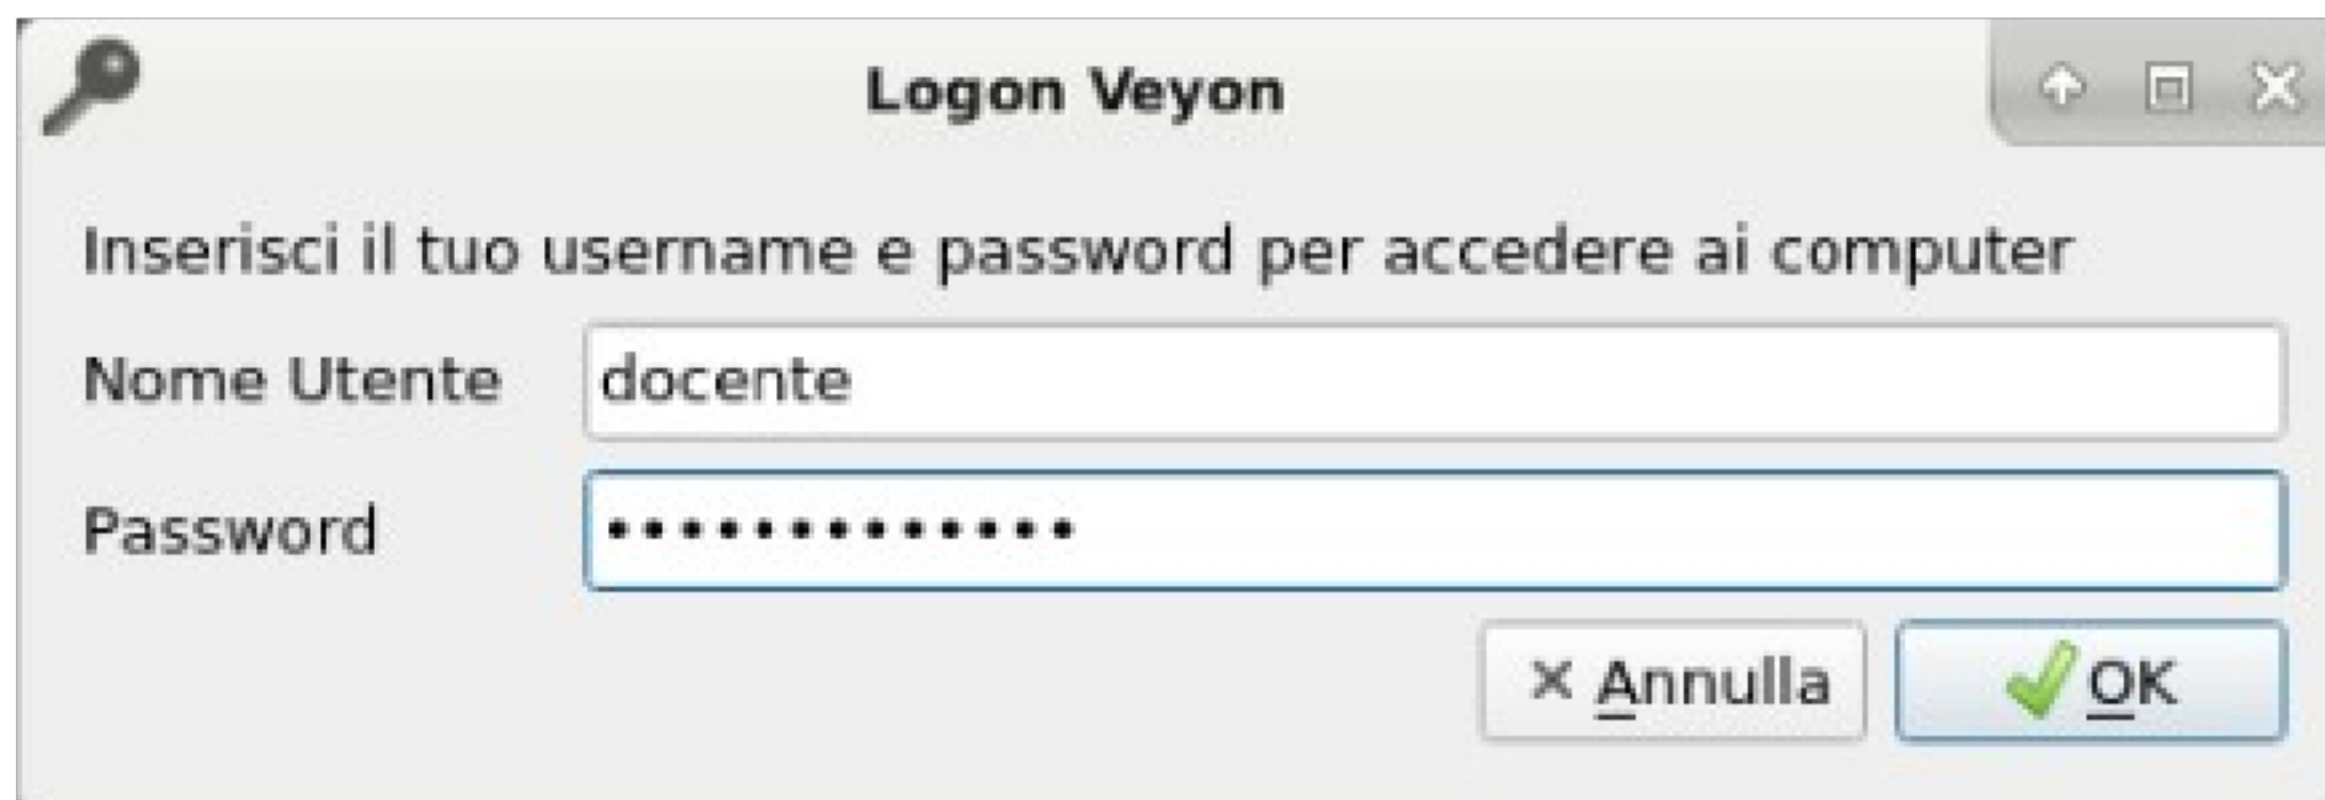 Logon Veyon
Inserisci il tuo username e password per accedere ai computer
Nome Utente docente
Password •••••••••••••
Annulla OK